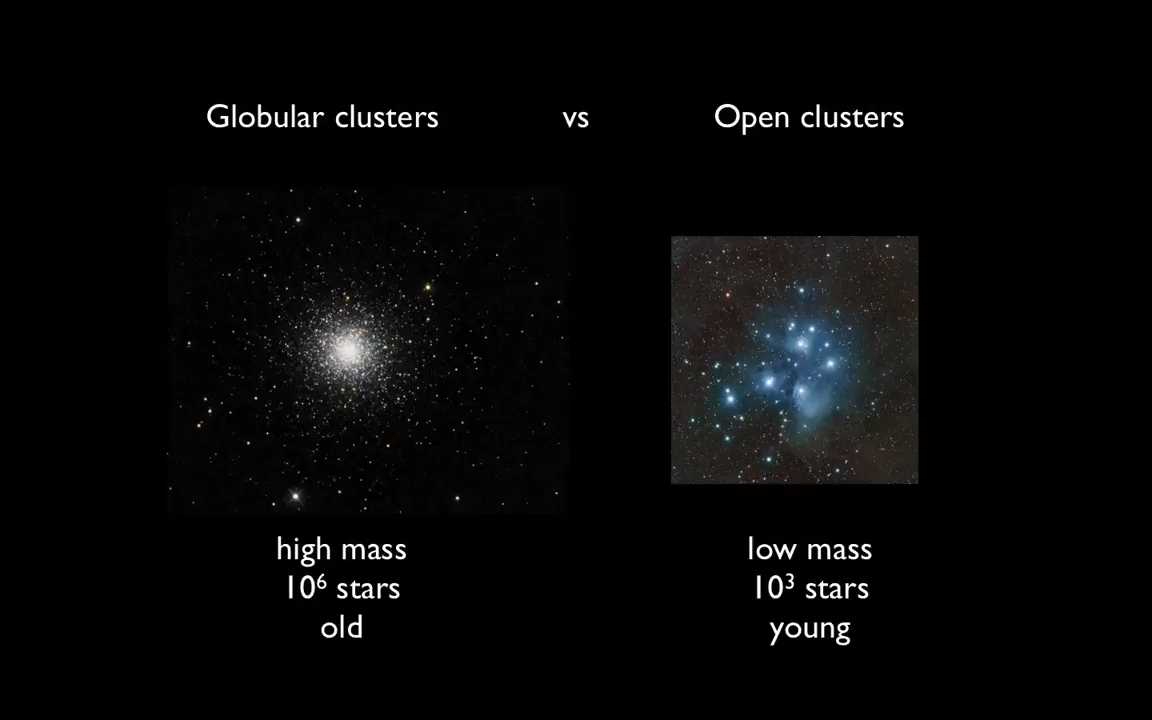 Globular clusters vs Open clusters
high mass
10⁶ stars
old
low mass
10³ stars
young